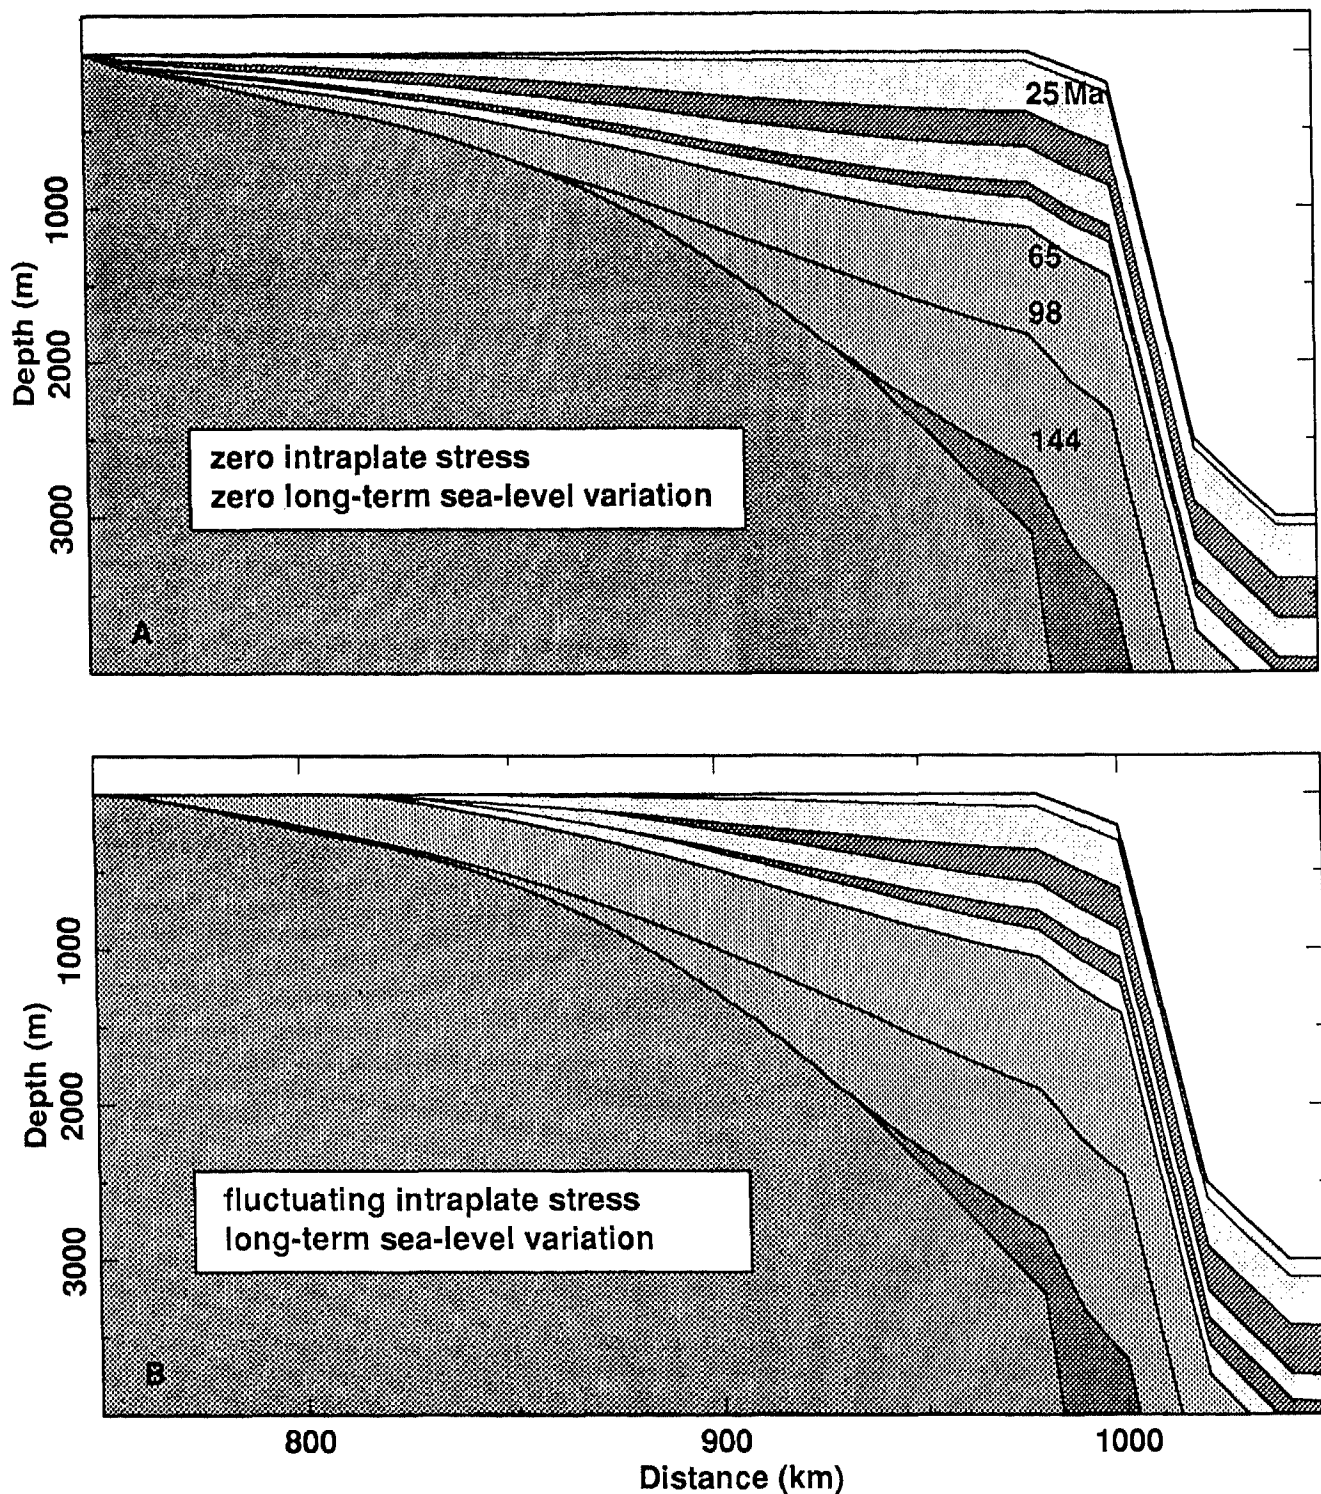 25 Ma
65
98
144
1000
2000
3000
Depth (m)
zero intraplate stress
zero long-term sea-level variation
A
1000
2000
3000
Depth (m)
fluctuating intraplate stress
long-term sea-level variation
B
800
900
1000
Distance (km)